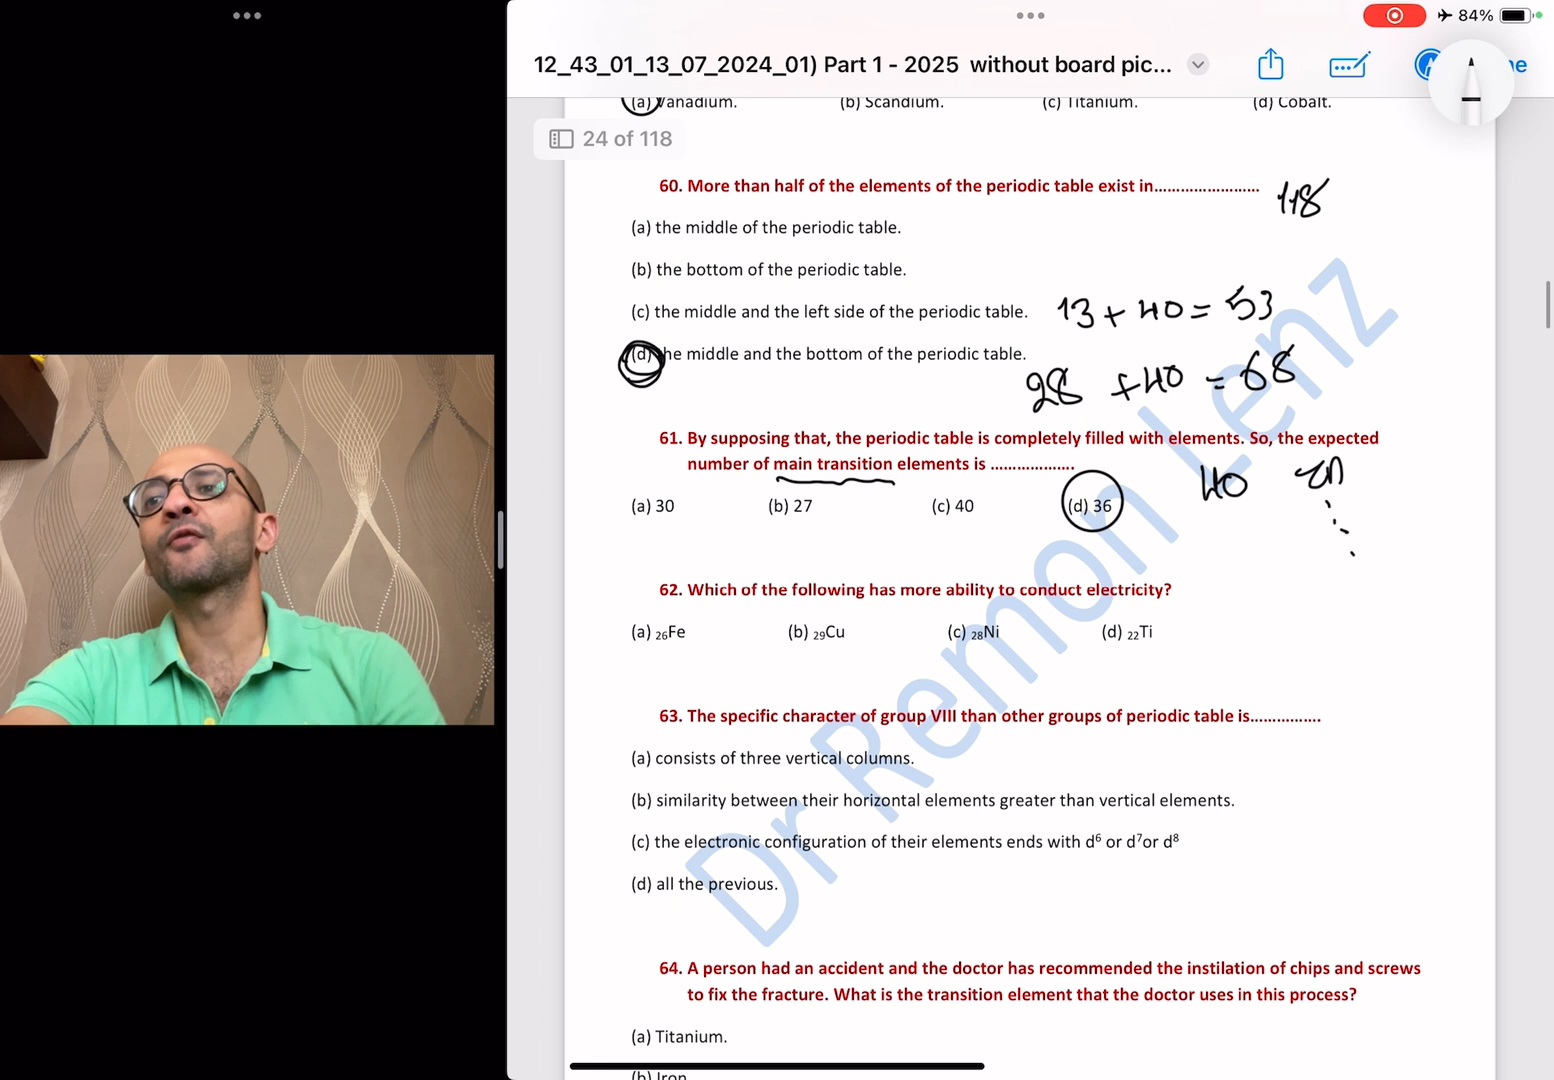 84%
12_43_01_13_07_2024_01) Part 1 - 2025 without board pic...
ne
(a) Vanadium. (b) Scandium. (c) Titanium. (d) Cobalt.
24 of 118
60. More than half of the elements of the periodic table exist in........................
118
(a) the middle of the periodic table.
(b) the bottom of the periodic table.
(c) the middle and the left side of the periodic table.
13 + 40 = 53
(d) the middle and the bottom of the periodic table.
28 + 40 = 68
61. By supposing that, the periodic table is completely filled with elements. So, the expected
number of main transition elements is ...................
40 Zn
(a) 30 (b) 27 (c) 40 (d) 36
62. Which of the following has more ability to conduct electricity?
(a) ₂₆Fe (b) ₂₉Cu (c) ₂₈Ni (d) ₂₂Ti
63. The specific character of group VIII than other groups of periodic table is................
(a) consists of three vertical columns.
(b) similarity between their horizontal elements greater than vertical elements.
(c) the electronic configuration of their elements ends with d⁶ or d⁷or d⁸
(d) all the previous.
64. A person had an accident and the doctor has recommended the instilation of chips and screws
to fix the fracture. What is the transition element that the doctor uses in this process?
(a) Titanium.
(b) Iron
Dr Remon Lenz